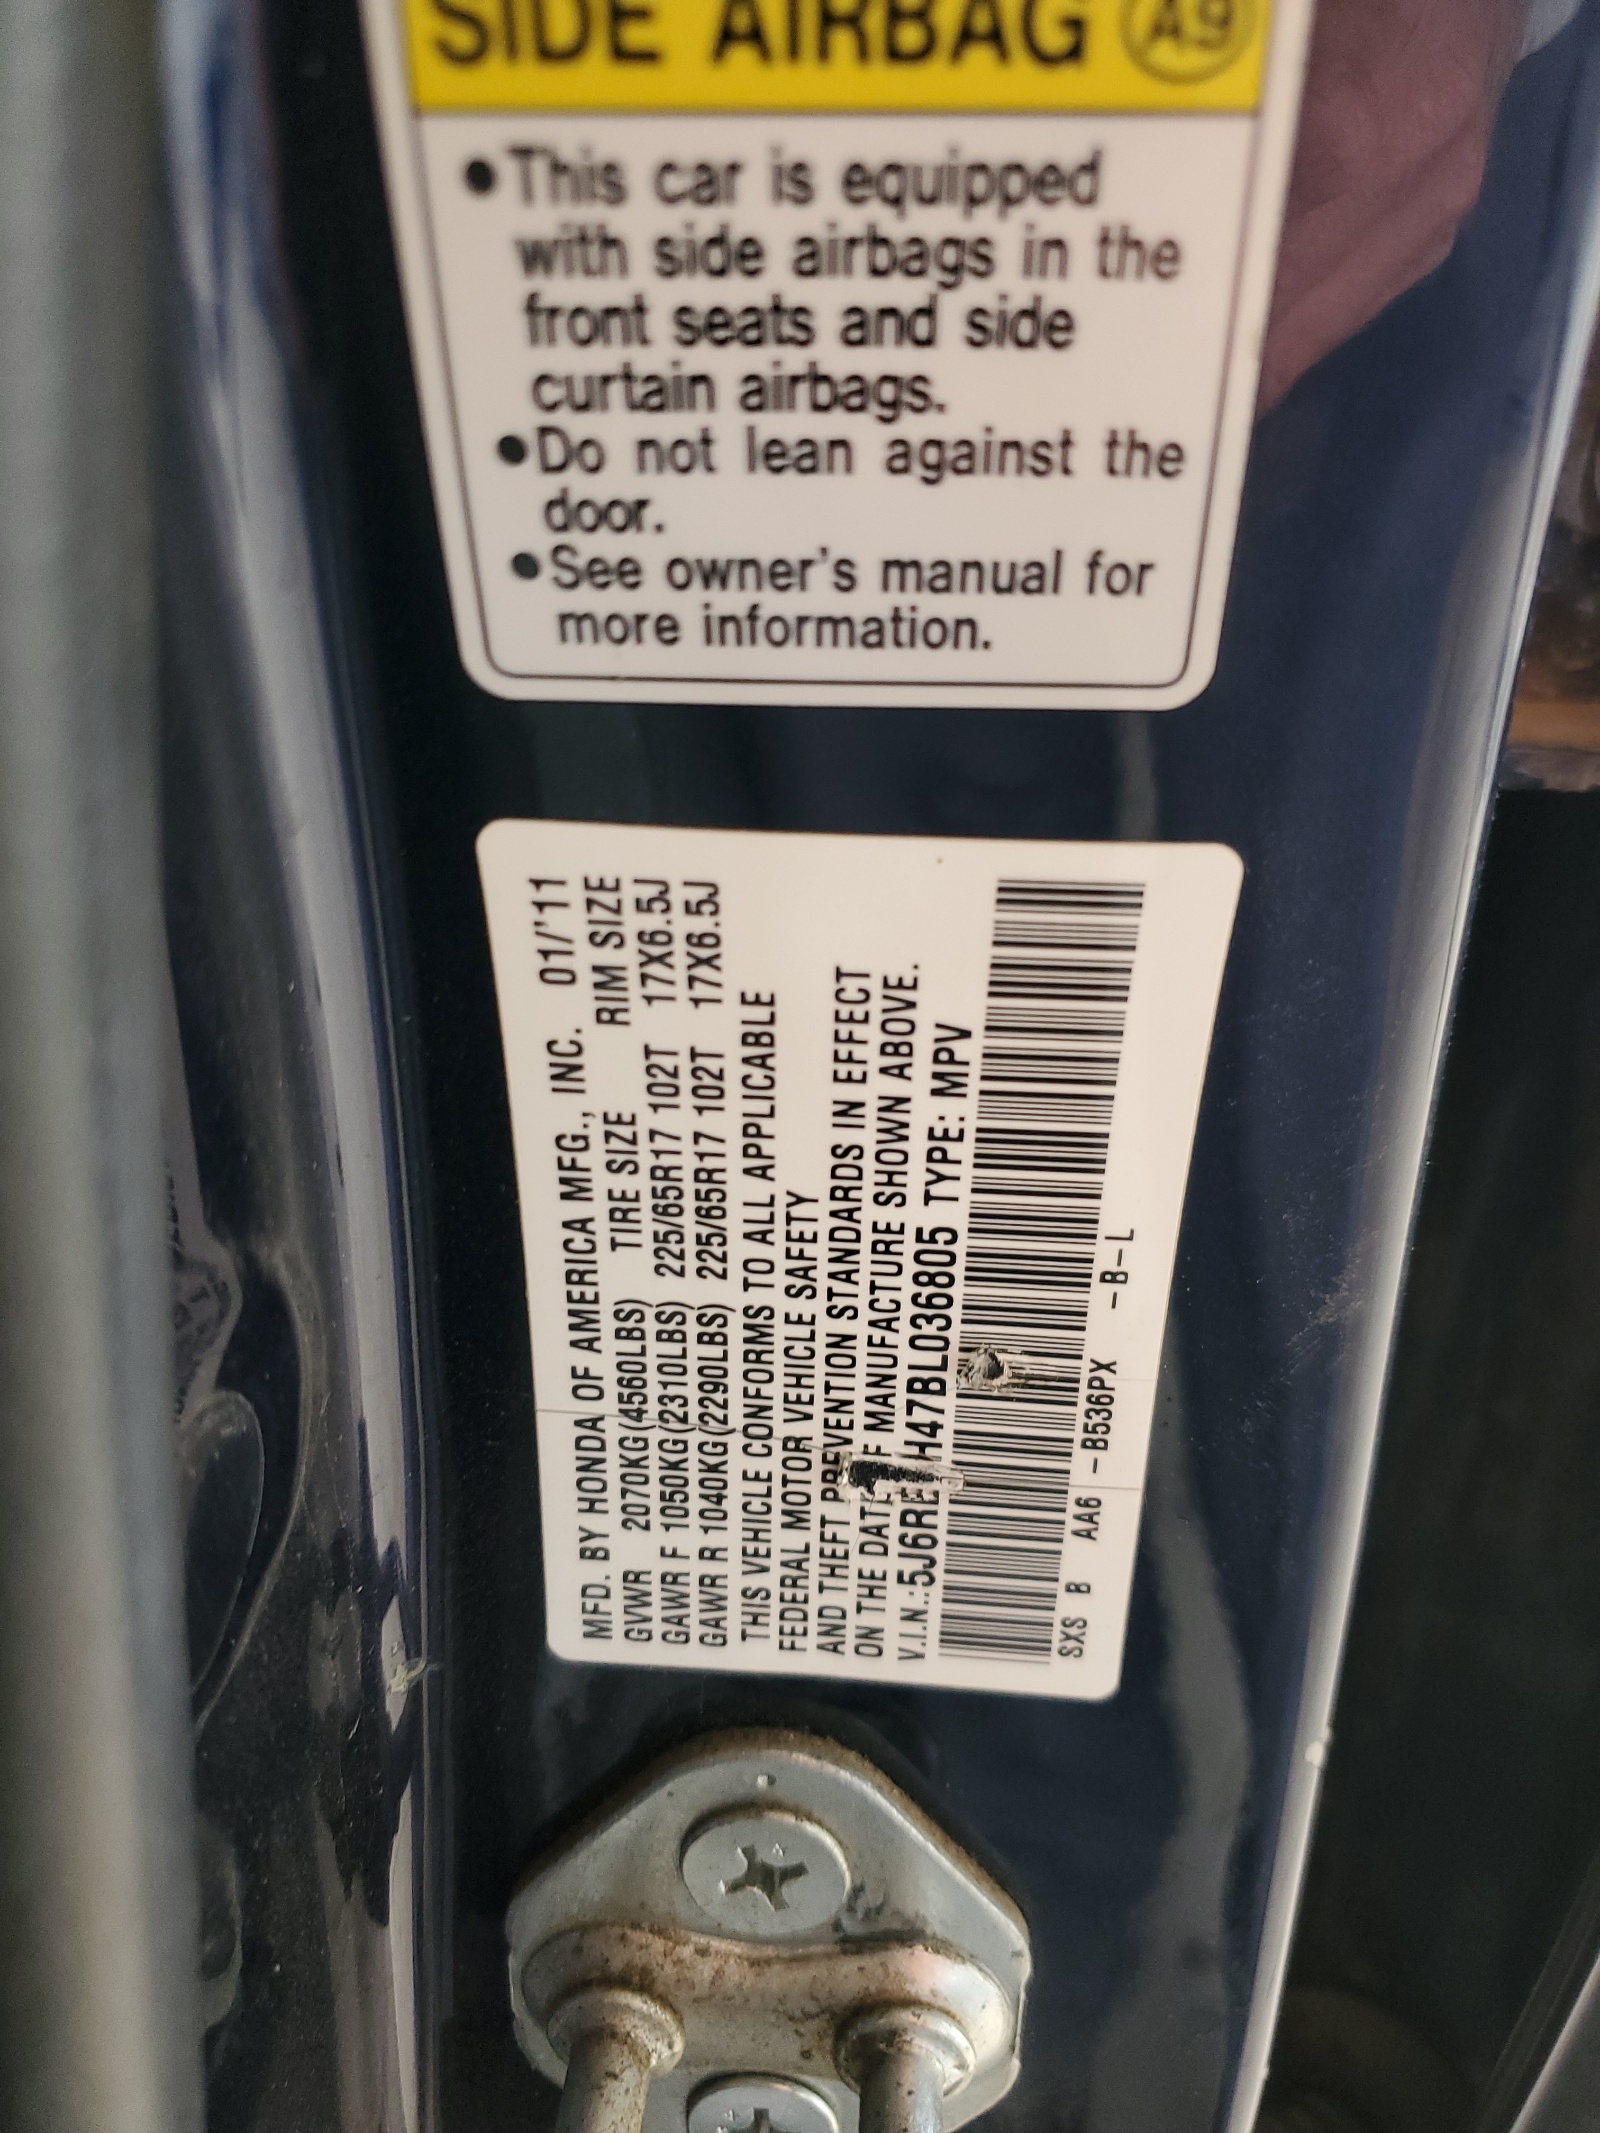 SIDE AIRBAG A9
•This car is equipped
with side airbags in the
front seats and side
curtain airbags.
•Do not lean against the
door.
•See owner's manual for
more information.
MFD. BY HONDA OF AMERICA MFG., INC. 01/'11
GVWR 2070KG(4560LBS) TIRE SIZE RIM SIZE
GAWR F 1050KG(2310LBS) 225/65R17 102T 17X6.5J
GAWR R 1040KG(2290LBS) 225/65R17 102T 17X6.5J
THIS VEHICLE CONFORMS TO ALL APPLICABLE
FEDERAL MOTOR VEHICLE SAFETY
AND THEFT PREVENTION STANDARDS IN EFFECT
ON THE DATE OF MANUFACTURE SHOWN ABOVE.
V.I.N.: TYPE: MPV
SXS B AA6 -B536PX -B-L